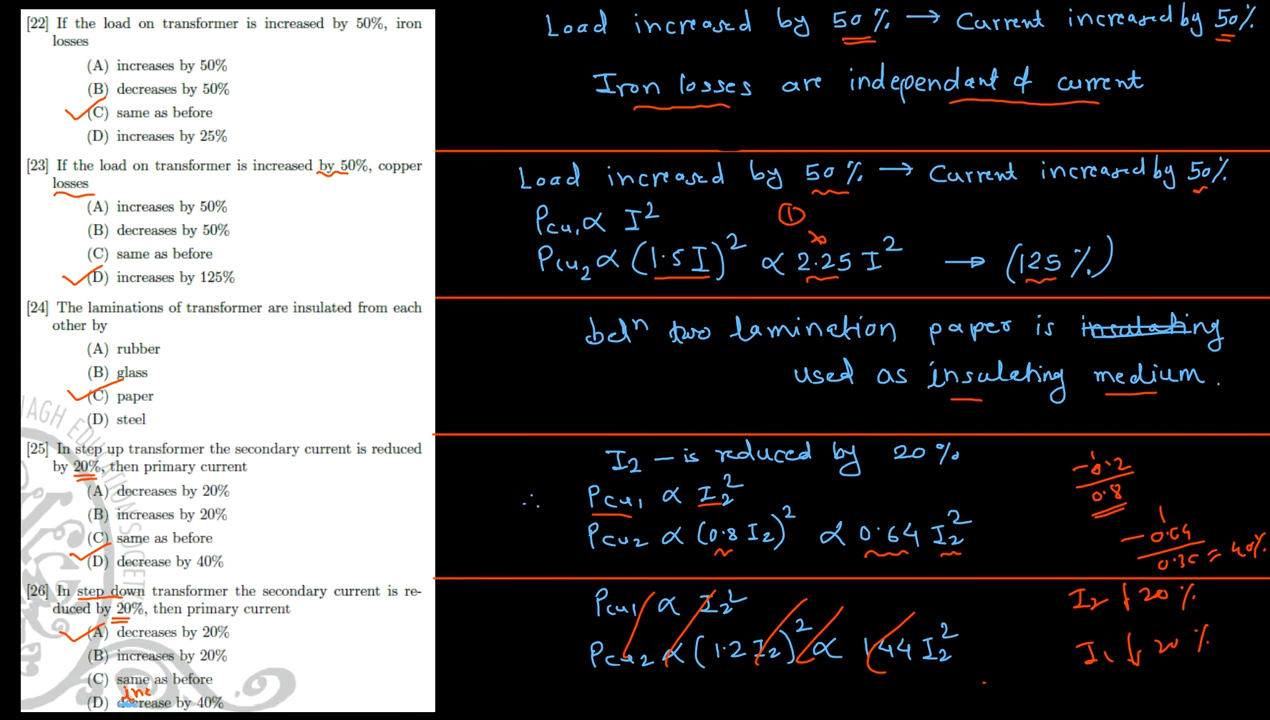 [22] If the load on transformer is increased by 50%, iron
losses
(A) increases by 50%
(B) decreases by 50%
(C) same as before
(D) increases by 25%
[23] If the load on transformer is increased by 50%, copper
losses
(A) increases by 50%
(B) decreases by 50%
(C) same as before
(D) increases by 125%
[24] The laminations of transformer are insulated from each
other by
(A) rubber
(B) glass
(C) paper
(D) steel
[25] In step up transformer the secondary current is reduced
by 20%, then primary current
(A) decreases by 20%
(B) increases by 20%
(C) same as before
(D) decrease by 40%
[26] In step down transformer the secondary current is re-
duced by 20%, then primary current
(A) decreases by 20%
(B) increases by 20%
(C) same as before
inc
(D) decrease by 40%
Load increased by 50% → Current increased by 50%
Iron losses are independant of current
Load increased by 50% → Current increased by 50%
Pcu₁ ∝ I²
①
Pcu₂ ∝ (1.5 I)² ∝ 2.25 I² → (125%)
betⁿ two lamination paper is insulating
used as insulating medium.
I₂ – is reduced by 20%
∴ Pcu₁ ∝ I₂²
Pcu₂ ∝ (0.8 I₂)² ∝ 0.64 I₂²
1
-0.2
0.8
1
-0.64
0.36 = 40%
Pcu₁ ∝ I₂²
Pcu₂ ∝ (1.2 I₂)² ∝ 1.44 I₂²
I₂ ↓ 20%
I₁ ↓ 20%
NAGH EDUCATION SOCIETY